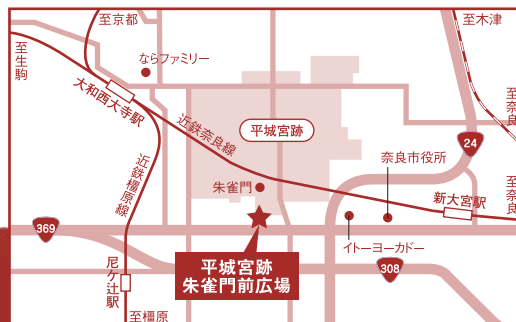 至京都
至木津
至生駒
ならファミリー
大和西大寺駅
近鉄奈良線
平城宮跡
至奈良
24
奈良市役所
近鉄橿原線
朱雀門
新大宮駅
至奈良
369
イトーヨーカドー
平城宮跡
朱雀門前広場
308
尼ケ辻駅
至橿原